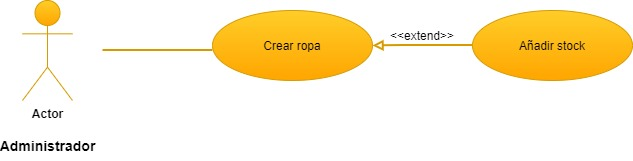 Crear ropa
<<extend>>
Añadir stock
Actor
Administrador